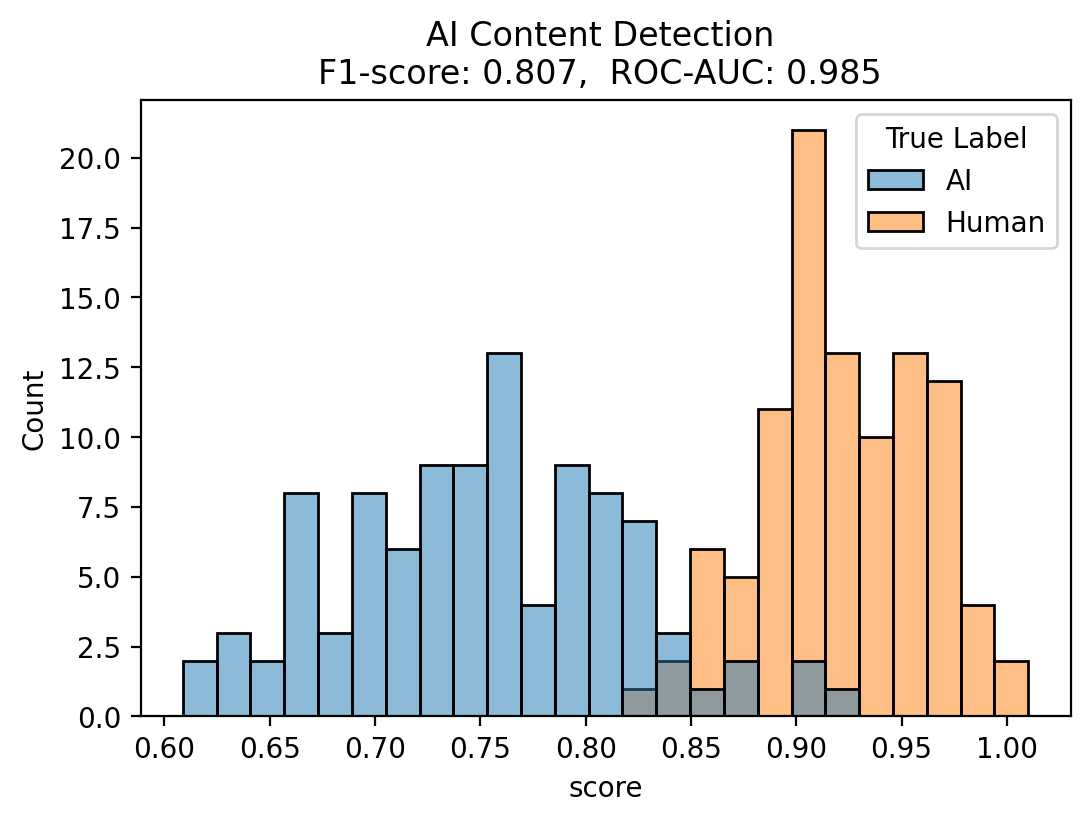 AI Content Detection
F1-score: 0.807,  ROC-AUC: 0.985
True Label
AI
Human
20.0
17.5
15.0
12.5
10.0
7.5
5.0
2.5
0.0
Count
0.60 0.65 0.70 0.75 0.80 0.85 0.90 0.95 1.00
score